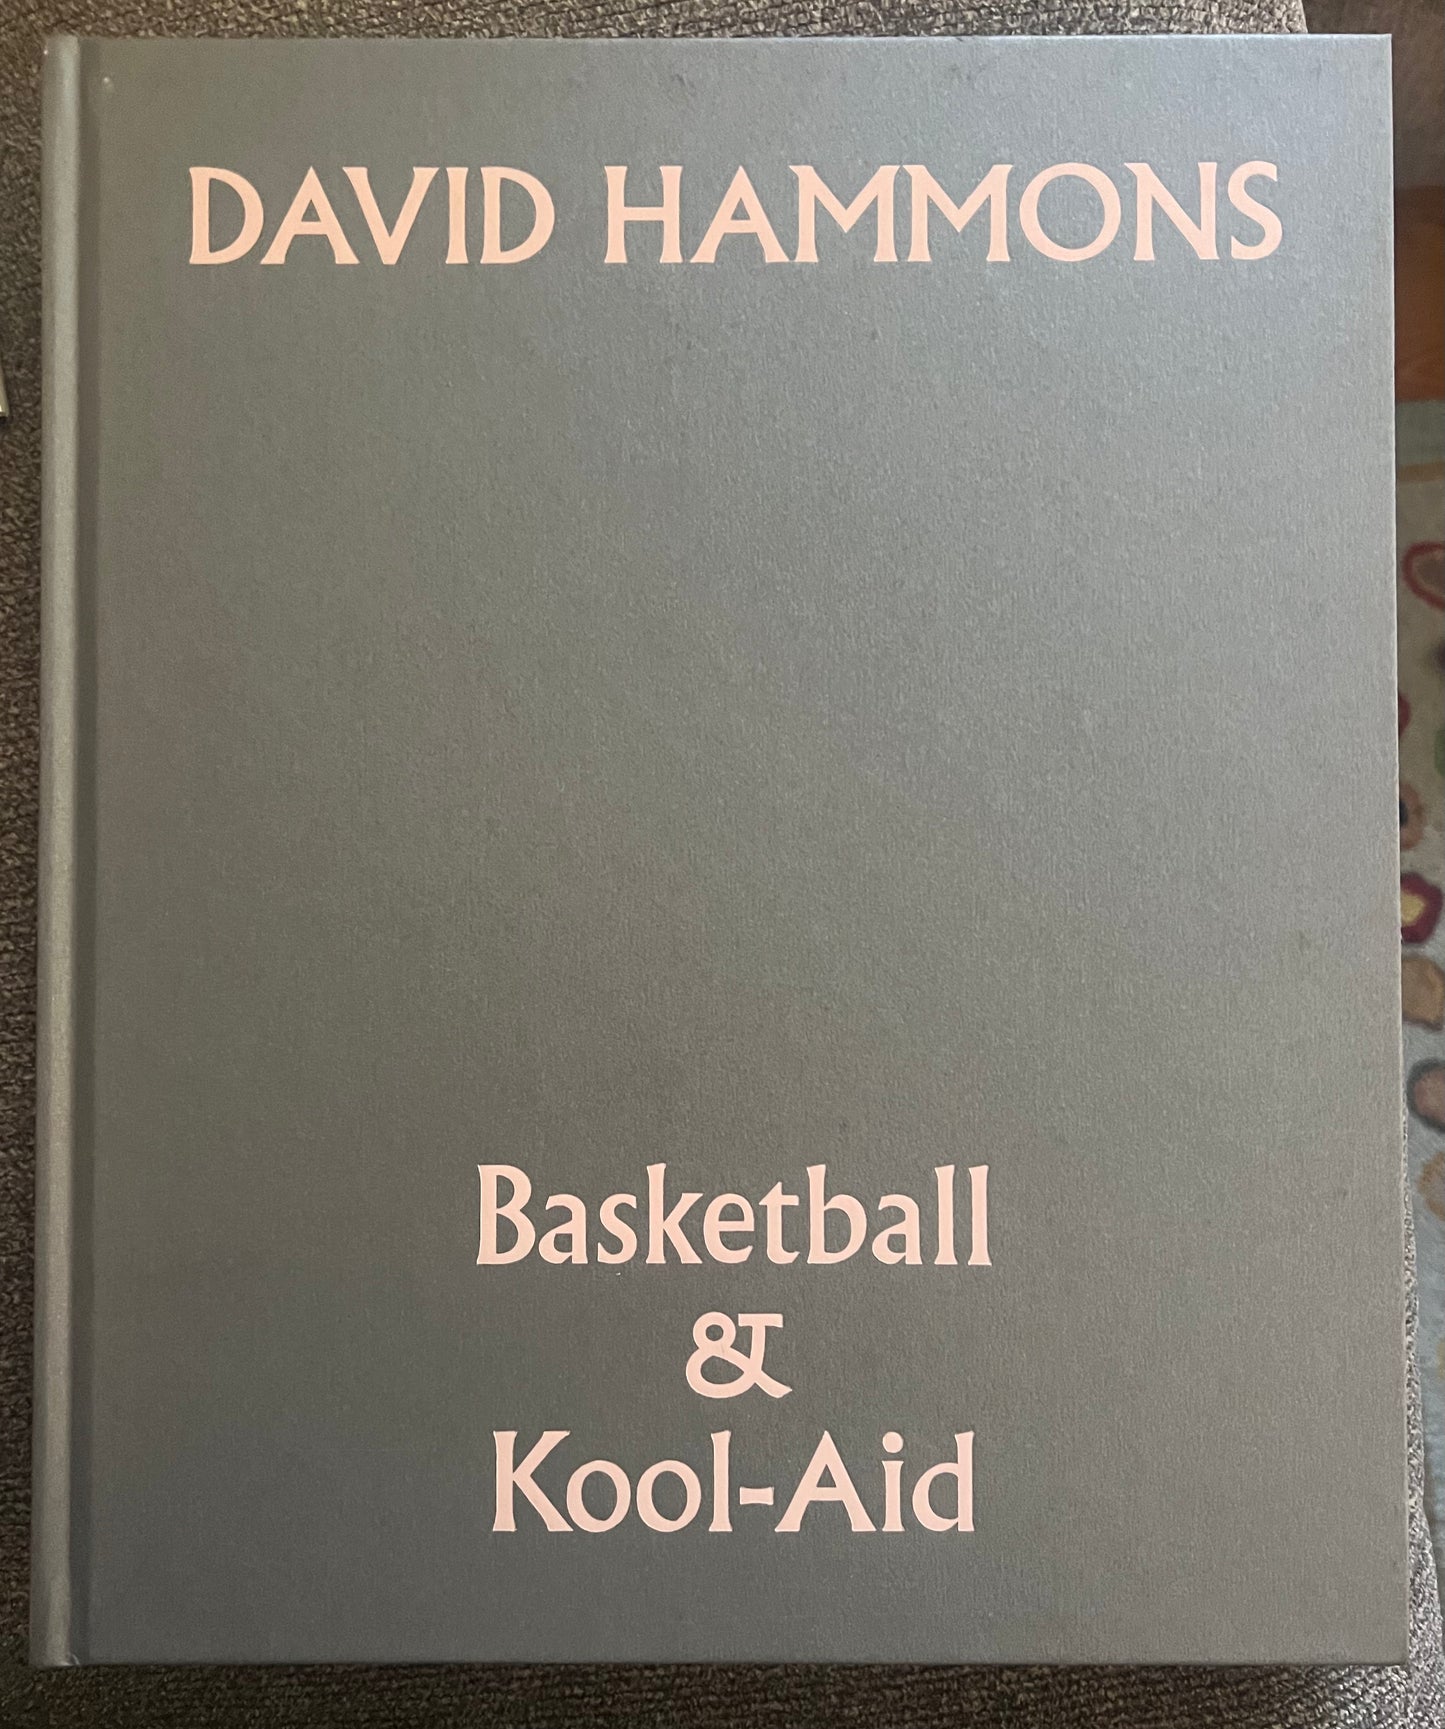 DAVID HAMMONS
Basketball
&
Kool-Aid